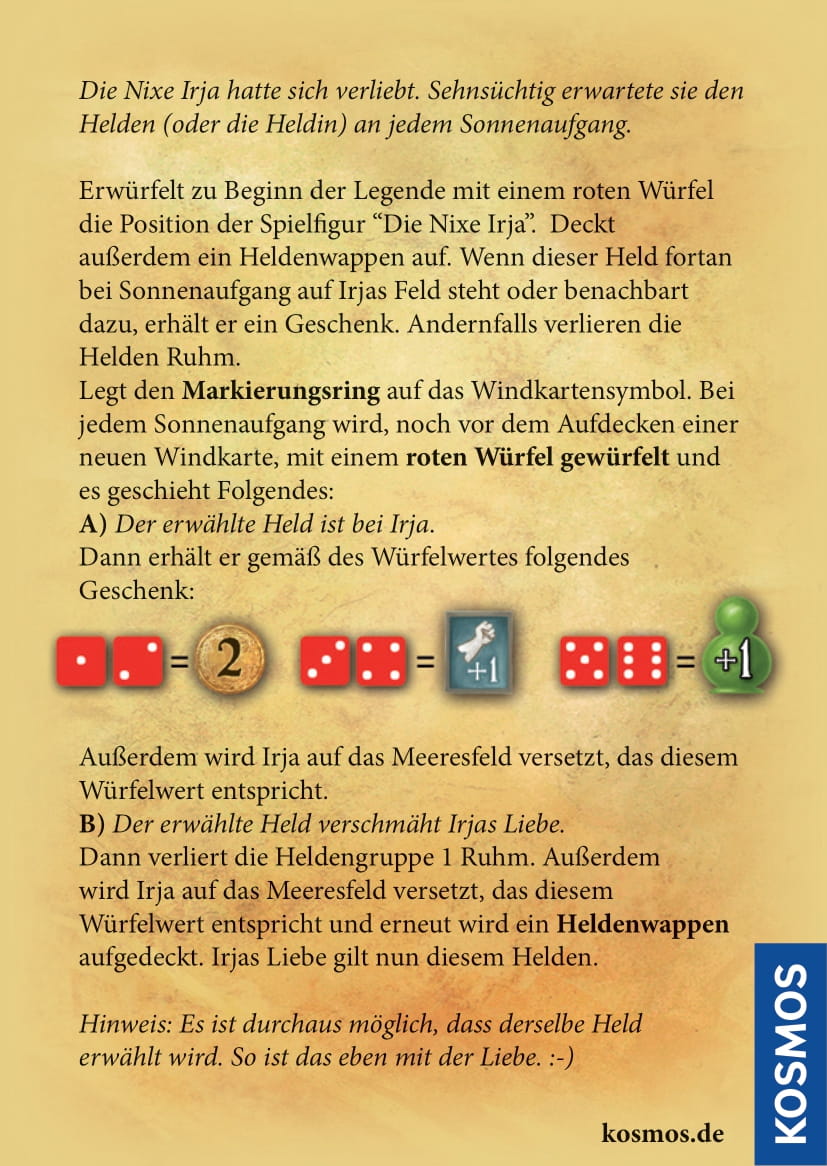 Die Nixe Irja hatte sich verliebt. Sehnsüchtig erwartete sie den
Helden (oder die Heldin) an jedem Sonnenaufgang.
Erwürfelt zu Beginn der Legende mit einem roten Würfel
die Position der Spielfigur “Die Nixe Irja”. Deckt
außerdem ein Heldenwappen auf. Wenn dieser Held fortan
bei Sonnenaufgang auf Irjas Feld steht oder benachbart
dazu, erhält er ein Geschenk. Andernfalls verlieren die
Helden Ruhm.
Legt den Markierungsring auf das Windkartensymbol. Bei
jedem Sonnenaufgang wird, noch vor dem Aufdecken einer
neuen Windkarte, mit einem roten Würfel gewürfelt und
es geschieht Folgendes:
A) Der erwählte Held ist bei Irja.
Dann erhält er gemäß des Würfelwertes folgendes
Geschenk:
= 2 = +1 = +1
Außerdem wird Irja auf das Meeresfeld versetzt, das diesem
Würfelwert entspricht.
B) Der erwählte Held verschmäht Irjas Liebe.
Dann verliert die Heldengruppe 1 Ruhm. Außerdem
wird Irja auf das Meeresfeld versetzt, das diesem
Würfelwert entspricht und erneut wird ein Heldenwappen
aufgedeckt. Irjas Liebe gilt nun diesem Helden.
Hinweis: Es ist durchaus möglich, dass derselbe Held
erwählt wird. So ist das eben mit der Liebe. :-)
KOSMOS
kosmos.de